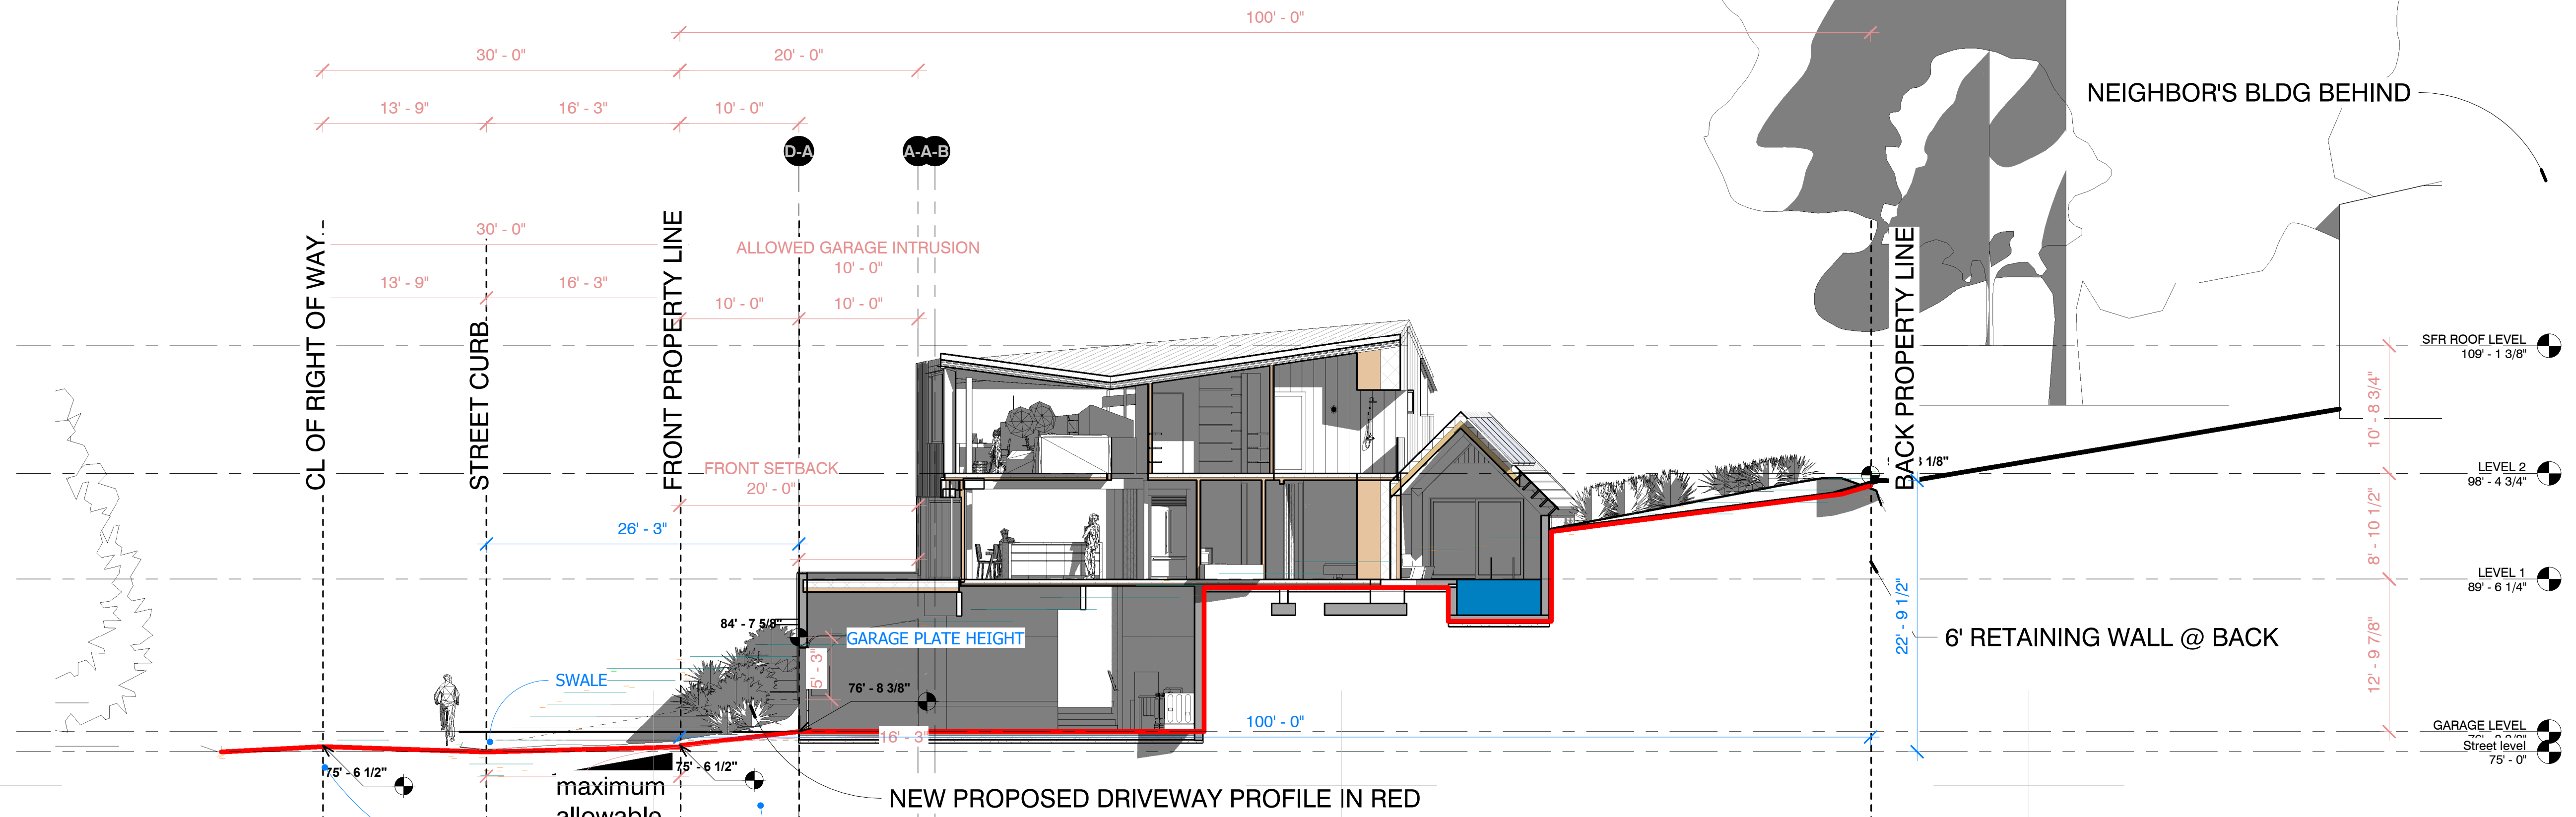 100' - 0"
30' - 0"
20' - 0"
NEIGHBOR'S BLDG BEHIND
13' - 9"
16' - 3"
10' - 0"
D-A
A-A
A-B
30' - 0"
ALLOWED GARAGE INTRUSION
10' - 0"
13' - 9"
16' - 3"
10' - 0"
10' - 0"
CL OF RIGHT OF WAY
STREET CURB
FRONT PROPERTY LINE
BACK PROPERTY LINE
SFR ROOF LEVEL
109' - 1 3/8"
10' - 8 3/4"
FRONT SETBACK
20' - 0"
1/8"
LEVEL 2
98' - 4 3/4"
26' - 3"
8' - 10 1/2"
LEVEL 1
89' - 6 1/4"
22' - 9 1/2"
84' - 7 5/8"
GARAGE PLATE HEIGHT
6' RETAINING WALL @ BACK
5' - 3"
SWALE
76' - 8 3/8"
12' - 9 7/8"
100' - 0"
16' - 3"
GARAGE LEVEL
Street level
75' - 0"
75' - 6 1/2"
75' - 6 1/2"
maximum
allowable
NEW PROPOSED DRIVEWAY PROFILE IN RED